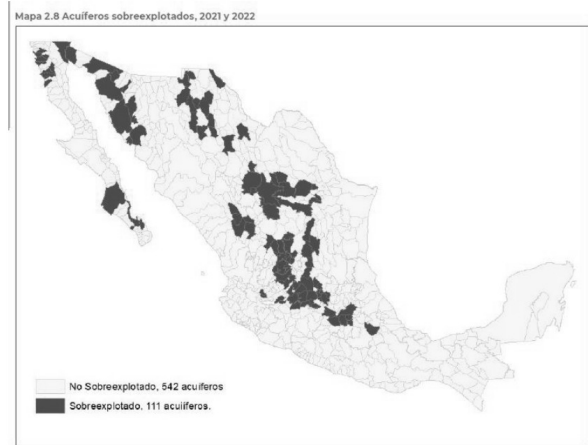 Mapa 2.8 Acuíferos sobreexplotados, 2021 y 2022
No Sobreexplotado, 542 acuíferos
Sobreexplotado, 111 acuíferos.